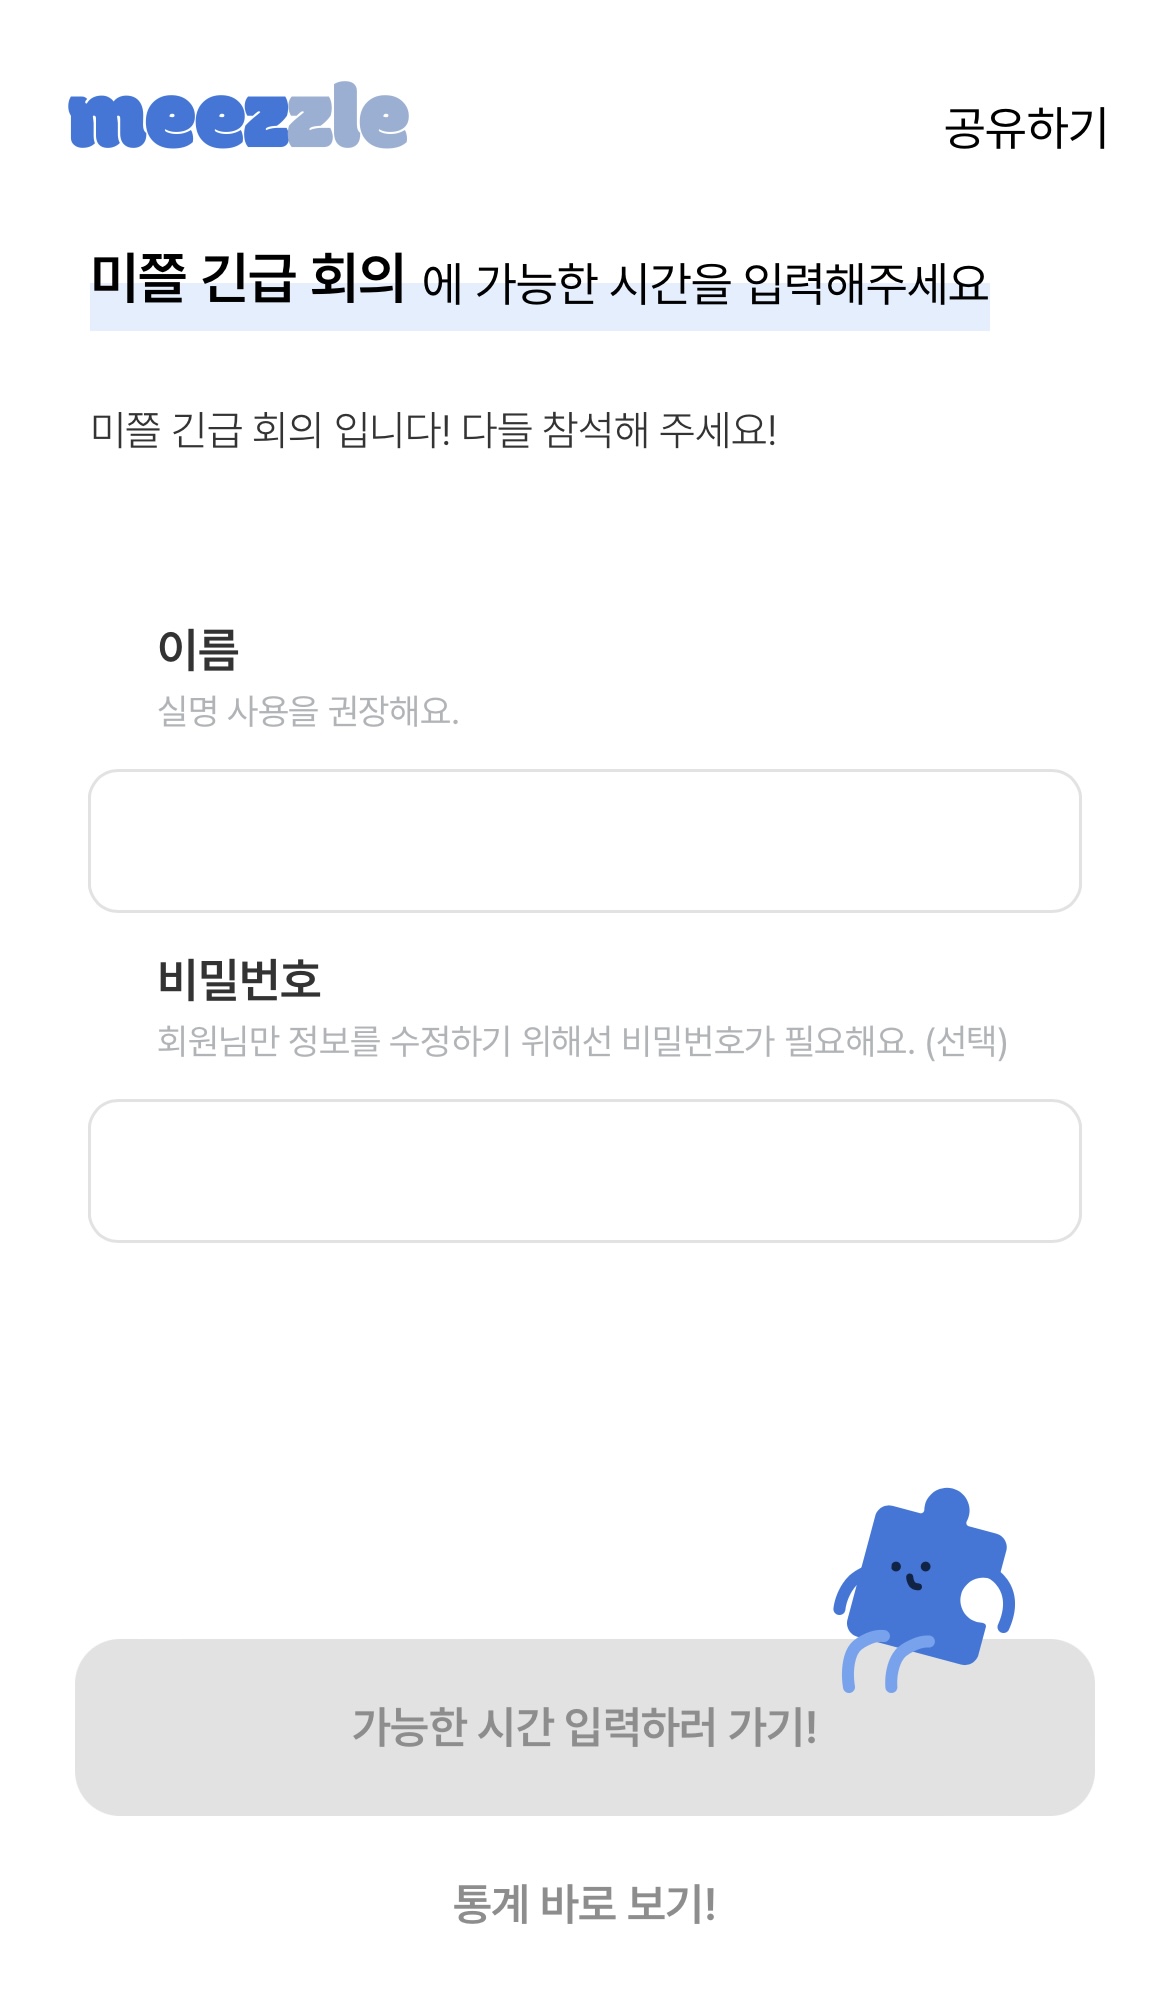 meezzle
공유하기
미쯜 긴급 회의 에 가능한 시간을 입력해주세요
미쯜 긴급 회의 입니다! 다들 참석해 주세요!
이름
실명 사용을 권장해요.
비밀번호
회원님만 정보를 수정하기 위해선 비밀번호가 필요해요. (선택)
가능한 시간 입력하러 가기!
통계 바로 보기!